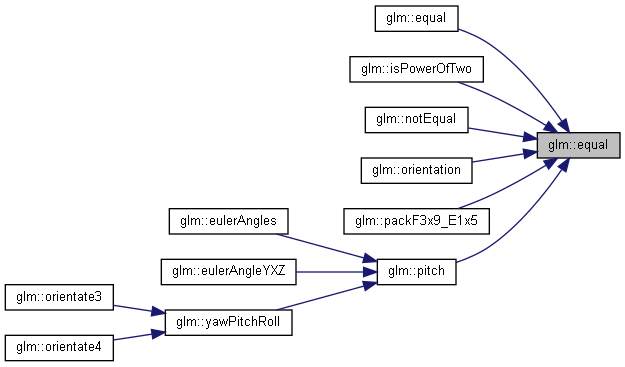 glm::equal
glm::isPowerOfTwo
glm::notEqual
glm::equal
glm::orientation
glm::packF3x9_E1x5
glm::eulerAngles
glm::eulerAngleYXZ
glm::pitch
glm::orientate3
glm::yawPitchRoll
glm::orientate4